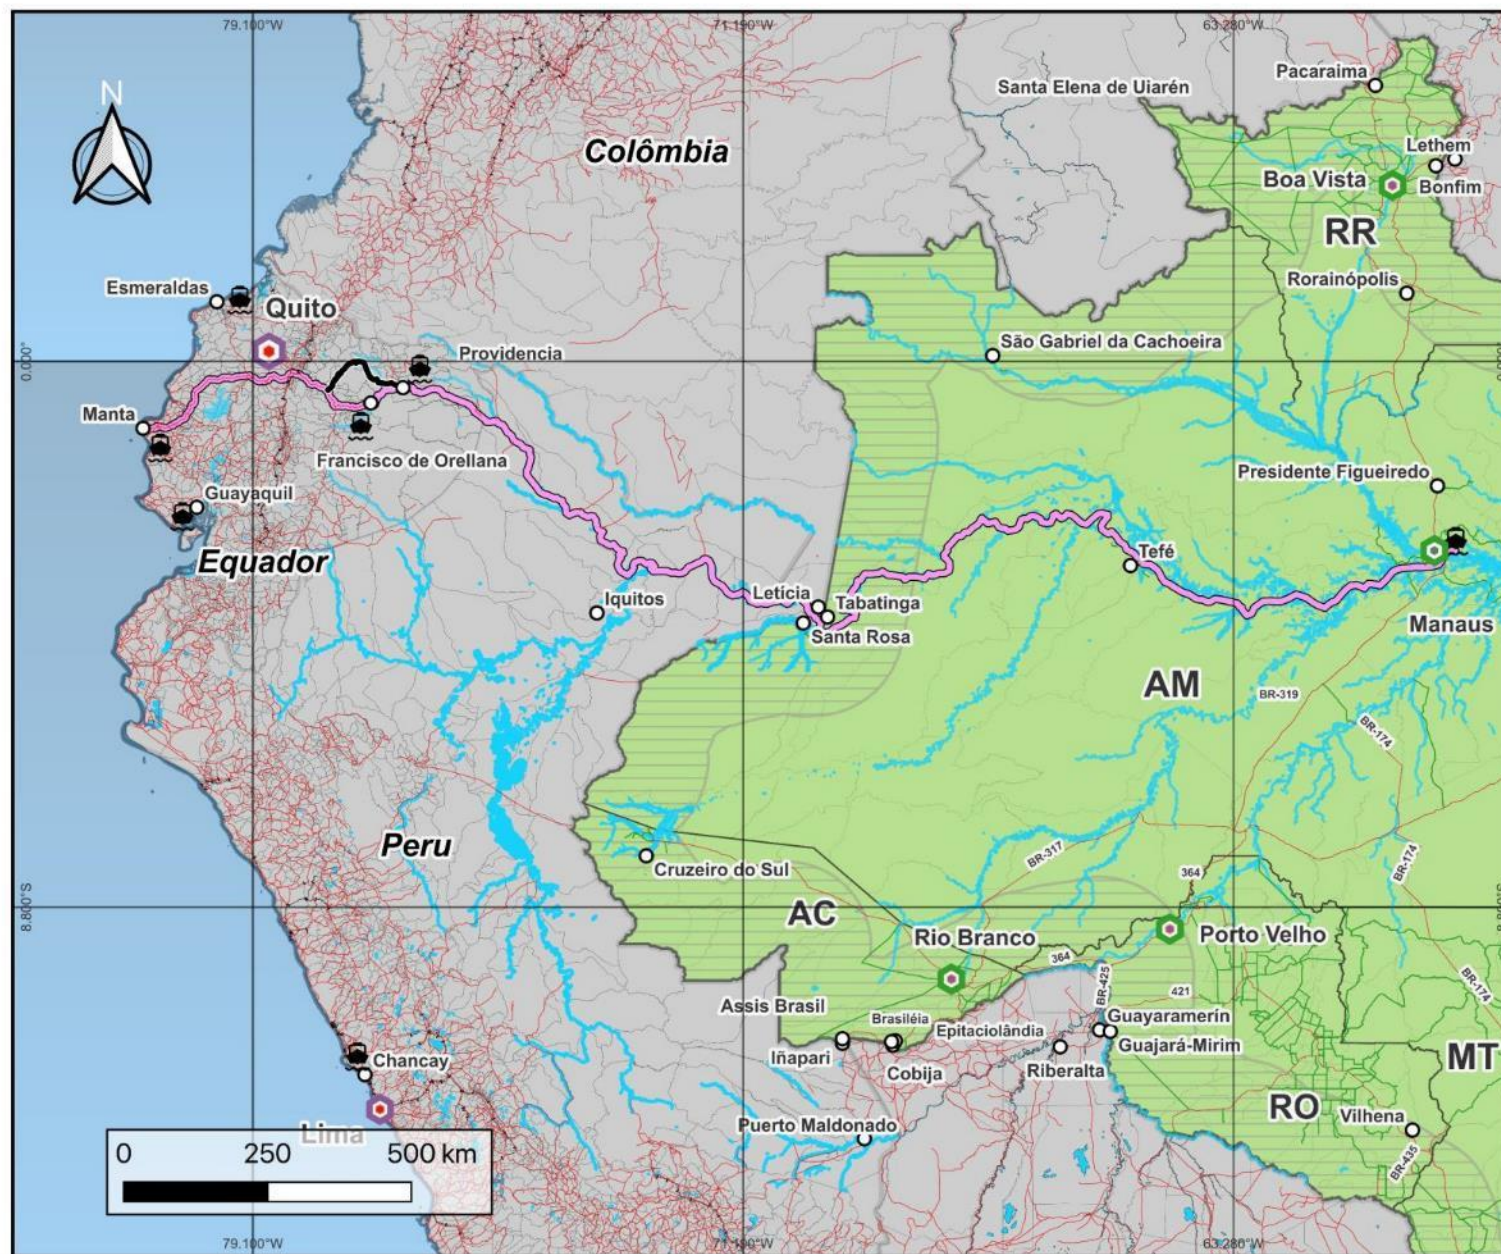 79.100°W
71.190°W
63.280°W
N
Pacaraima
Santa Elena de Uiarén
Lethem
Colômbia
Boa Vista
Bonfim
RR
Esmeraldas
Rorainópolis
Quito
Providencia
São Gabriel da Cachoeira
0.000°
Manta
Francisco de Orellana
Presidente Figueiredo
Guayaquil
Tefé
Equador
Letícia
Tabatinga
Iquitos
Manaus
Santa Rosa
AM
BR-319
BR-174
Peru
BR-317
BR-174
Cruzeiro do Sul
364
AC
8.800°S
Rio Branco
Porto Velho
364
BR-425
421
BR-174
Assis Brasil
Brasiléia
Epitaciolândia
Guayaramerín
Iñapari
Guajará-Mirim
Chancay
Cobija
Riberalta
MT
RO
Lima
Puerto Maldonado
Vilhena
0 250 500 km
BR-435
79.100°W
71.190°W
63.280°W